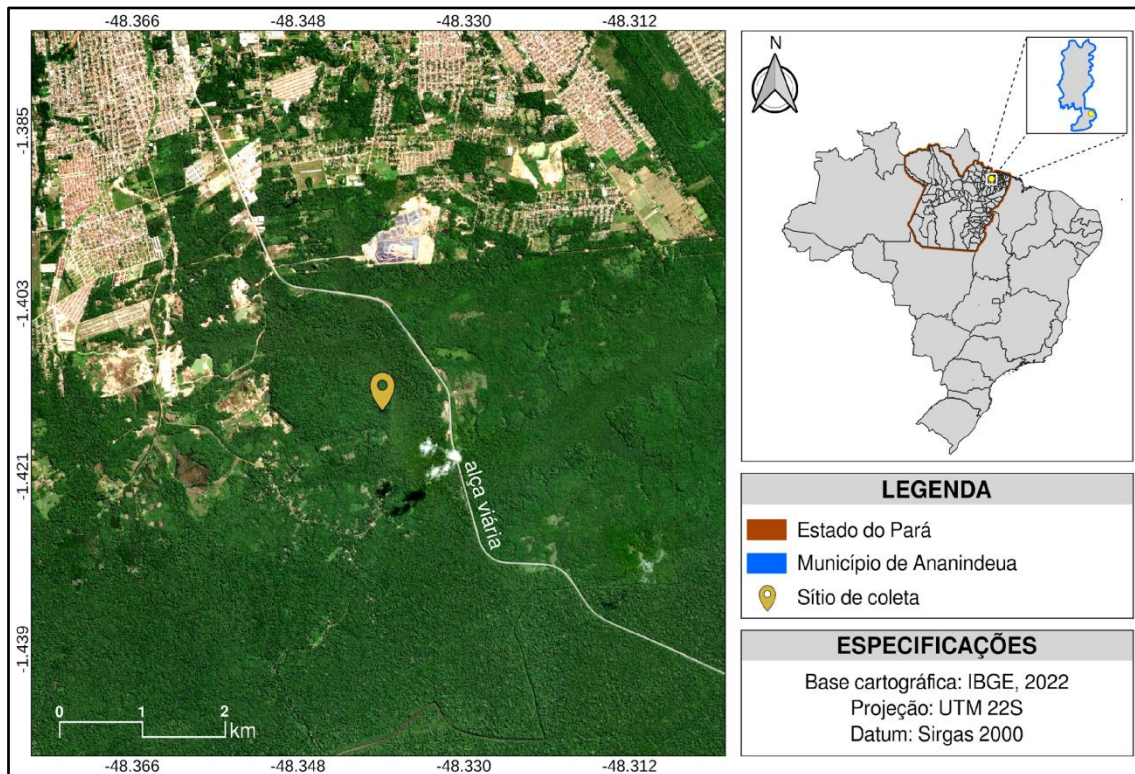 -48.366 -48.348 -48.330 -48.312
-1.385
-1.403
-1.421
-1.439
alça viária
0 1 2
km
-48.366 -48.348 -48.330 -48.312
N
LEGENDA
Estado do Pará
Município de Ananindeua
Sítio de coleta
ESPECIFICAÇÕES
Base cartográfica: IBGE, 2022
Projeção: UTM 22S
Datum: Sirgas 2000